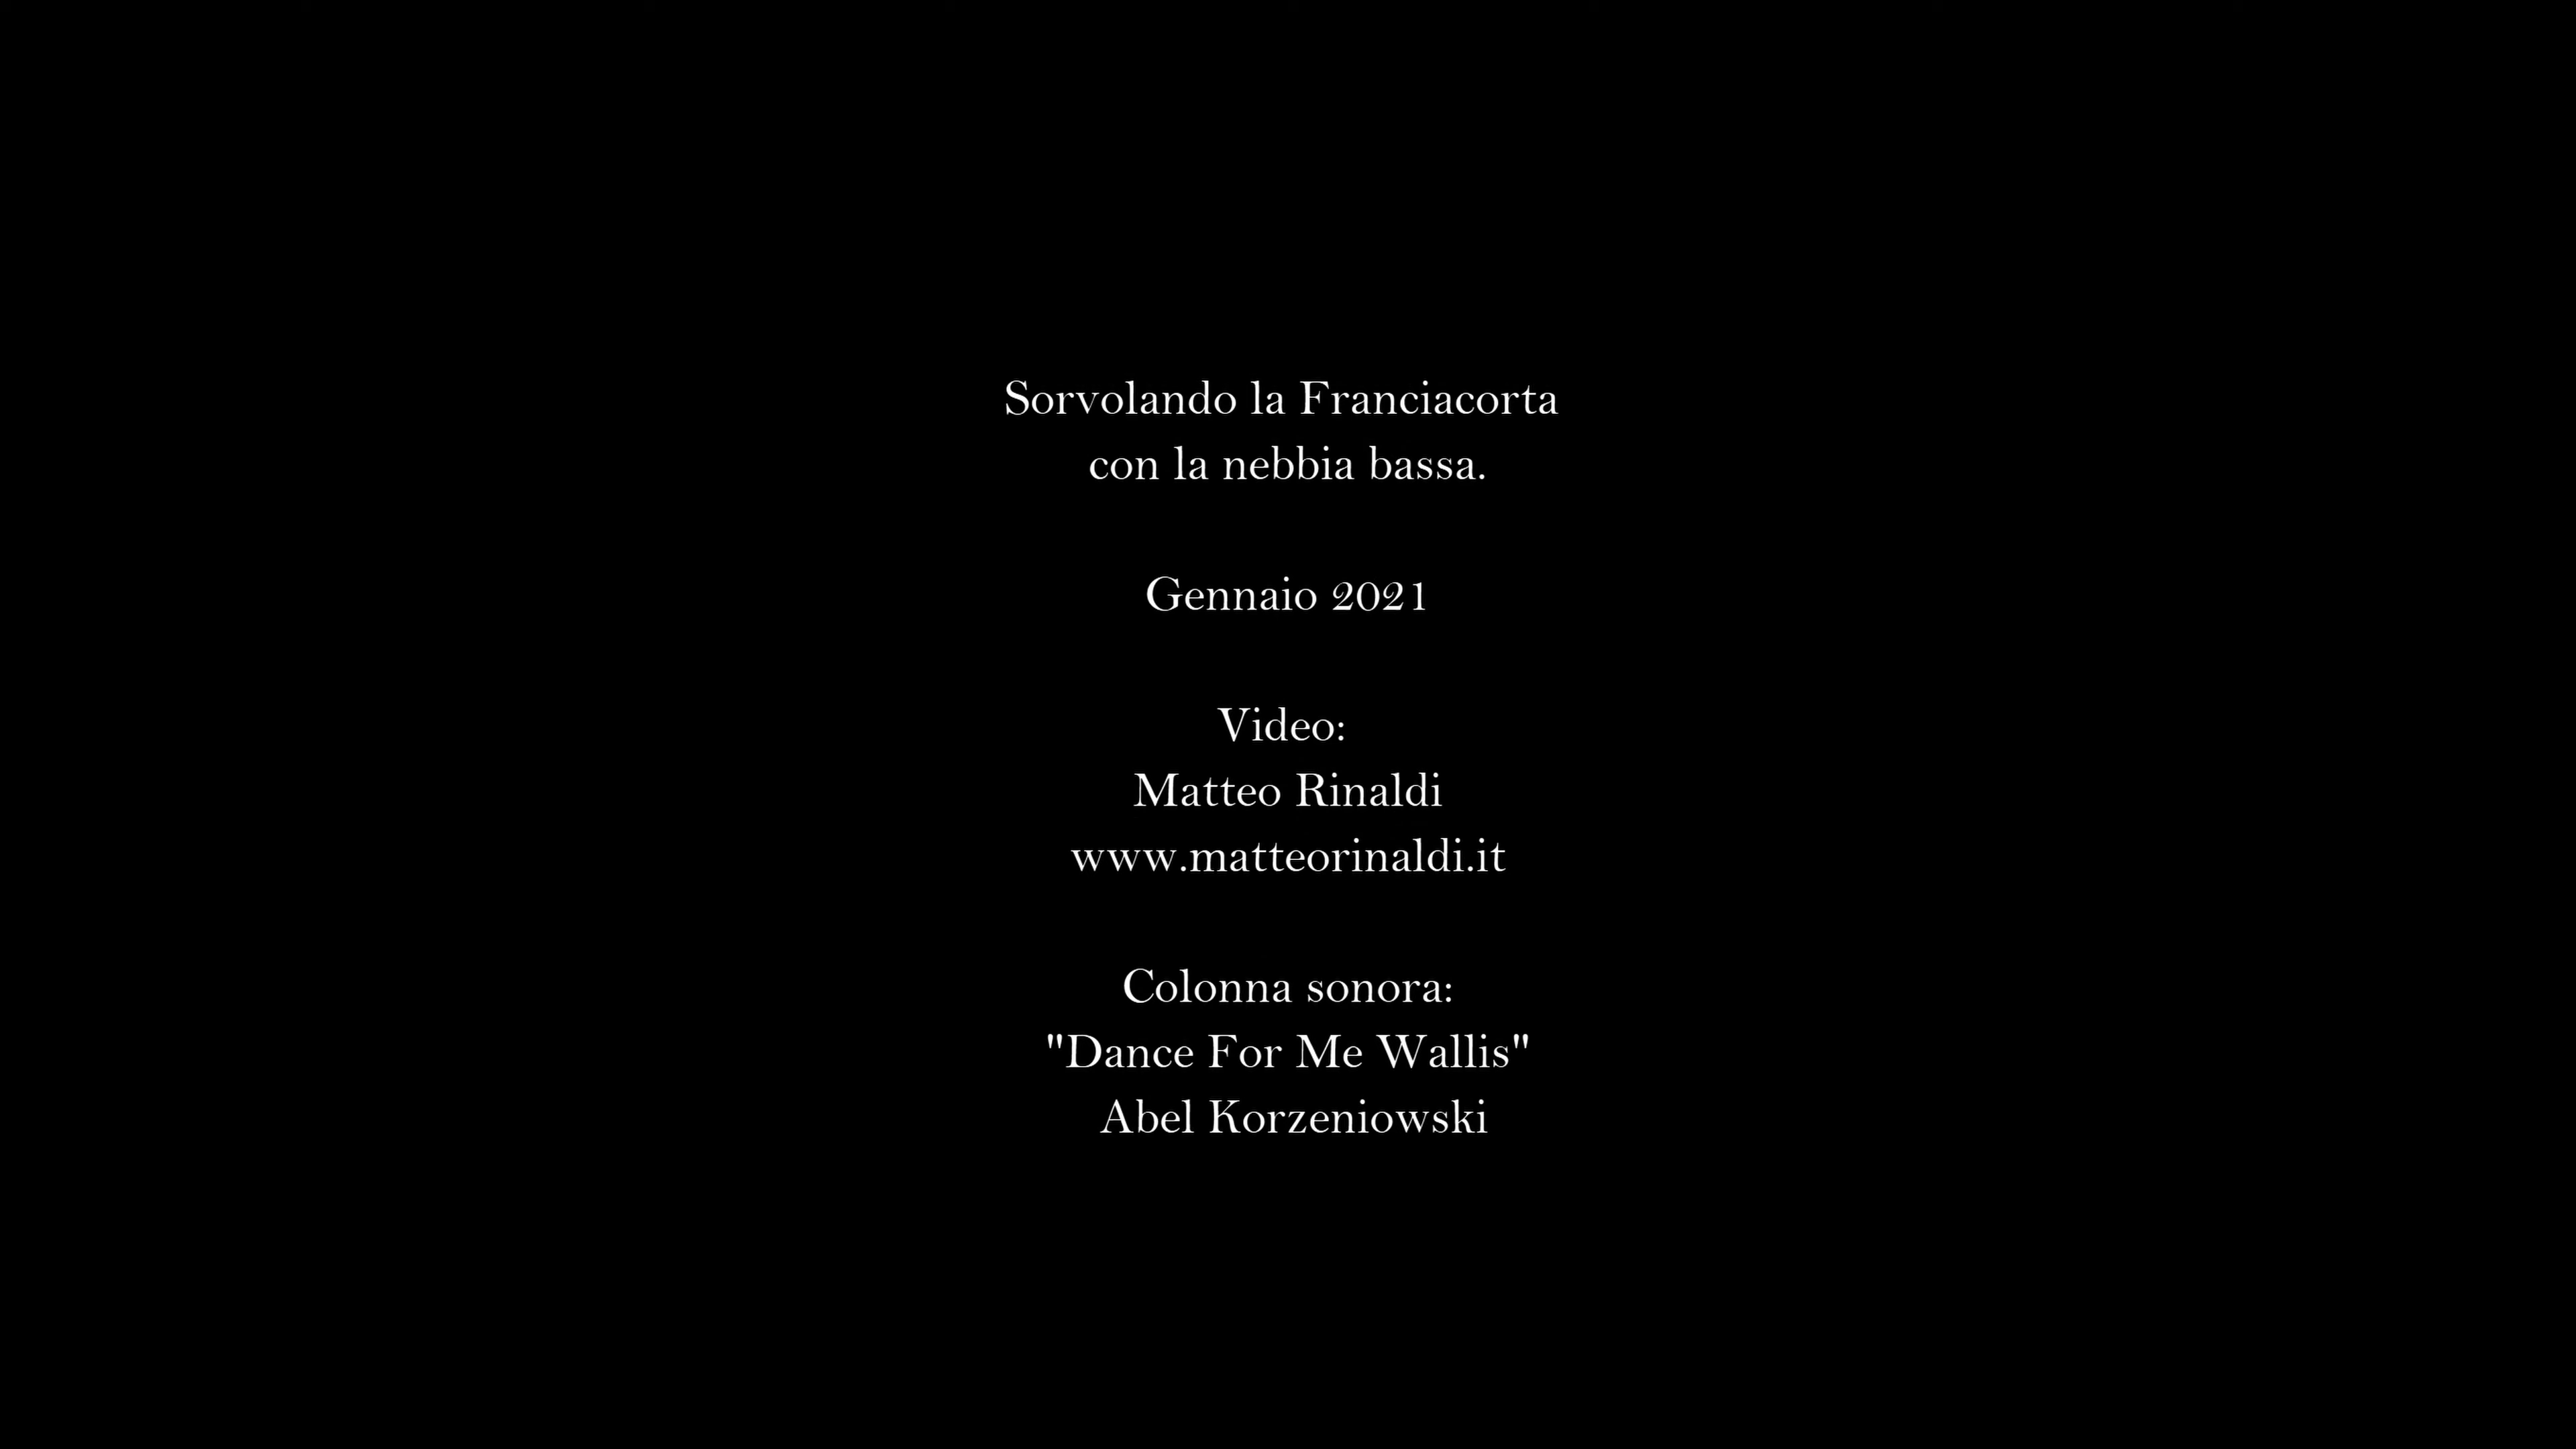 Sorvolando la Franciacorta
con la nebbia bassa.
Gennaio 2021
Video:
Matteo Rinaldi
www.matteorinaldi.it
Colonna sonora:
"Dance For Me Wallis"
Abel Korzeniowski